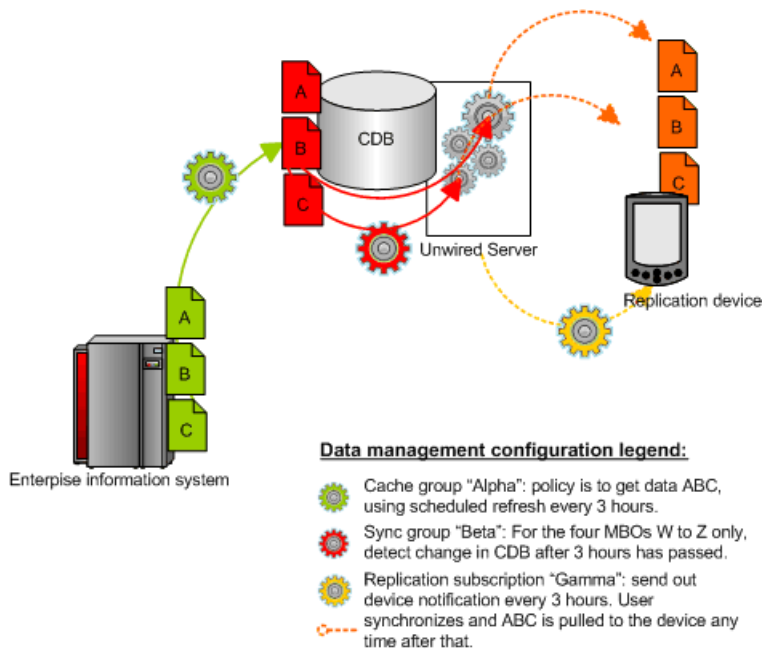 A
B
C
CDB
A
B
C
Unwired Server
Replication device
A
B
C
Enterpise information system
Data management configuration legend:
Cache group “Alpha”: policy is to get data ABC,
using scheduled refresh every 3 hours.
Sync group “Beta”: For the four MBOs W to Z only,
detect change in CDB after 3 hours has passed.
Replication subscription “Gamma”: send out
device notification every 3 hours. User
synchronizes and ABC is pulled to the device any
time after that.